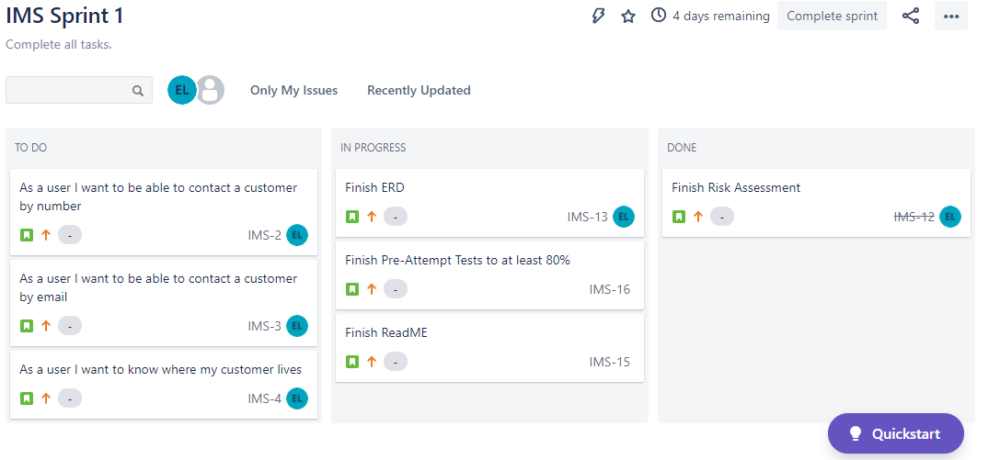 IMS Sprint 1
4 days remaining
Complete sprint
Complete all tasks.
EL
Only My Issues
Recently Updated
TO DO
As a user I want to be able to contact a customer
by number
-
IMS-2
EL
As a user I want to be able to contact a customer
by email
-
IMS-3
EL
As a user I want to know where my customer lives
-
IMS-4
EL
IN PROGRESS
Finish ERD
-
IMS-13
EL
Finish Pre-Attempt Tests to at least 80%
-
IMS-16
Finish ReadME
-
IMS-15
DONE
Finish Risk Assessment
-
IMS-12
EL
Quickstart